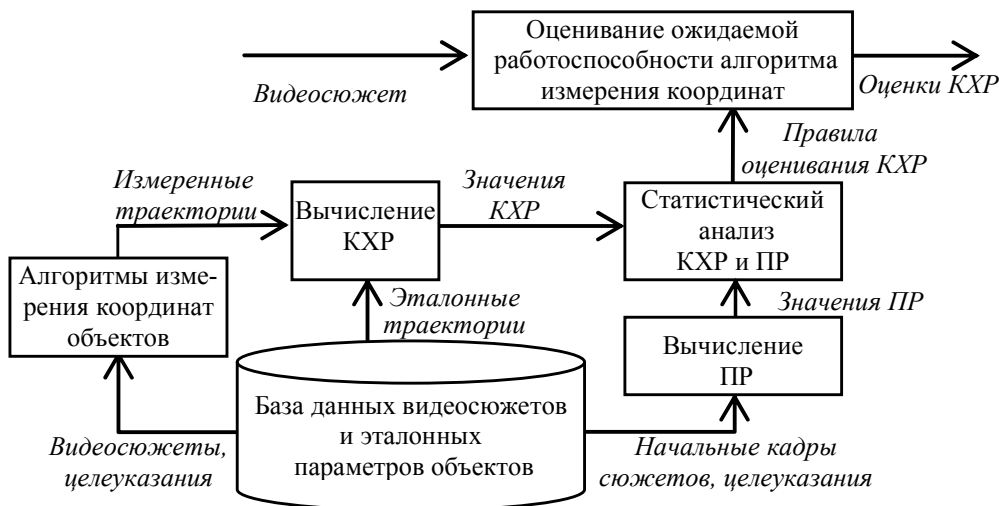 Оценивание ожидаемой
работоспособности алгоритма
измерения координат
Видеосюжет
Оценки КХР
Правила
оценивания КХР
Измеренные
траектории
Значения
КХР
Вычисление
КХР
Статистический
анализ
КХР и ПР
Алгоритмы изме-
рения координат
объектов
Эталонные
траектории
Значения ПР
Вычисление
ПР
База данных видеосюжетов
и эталонных
параметров объектов
Видеосюжеты,
целеуказания
Начальные кадры
сюжетов, целеуказания